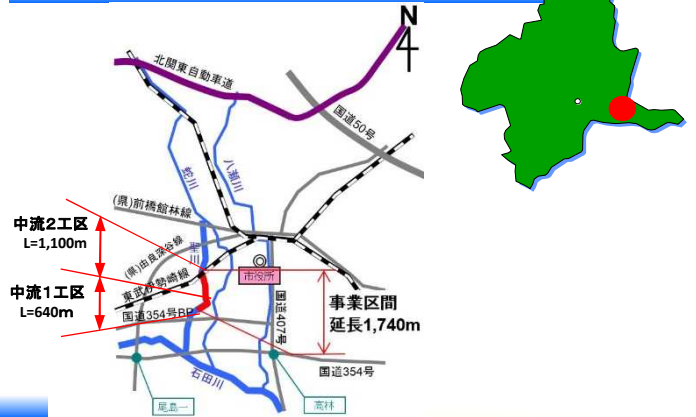 N
北関東自動車道
国道50号
八瀬川
蛇川
(県)前橋館林線
中流2工区
L=1,100m
聖川
(県)由良深谷線
市役所
東武伊勢崎線
中流1工区
L=640m
国道354号BP
国道407号
事業区間
延長1,740m
国道354号
石田川
尾島一
高林